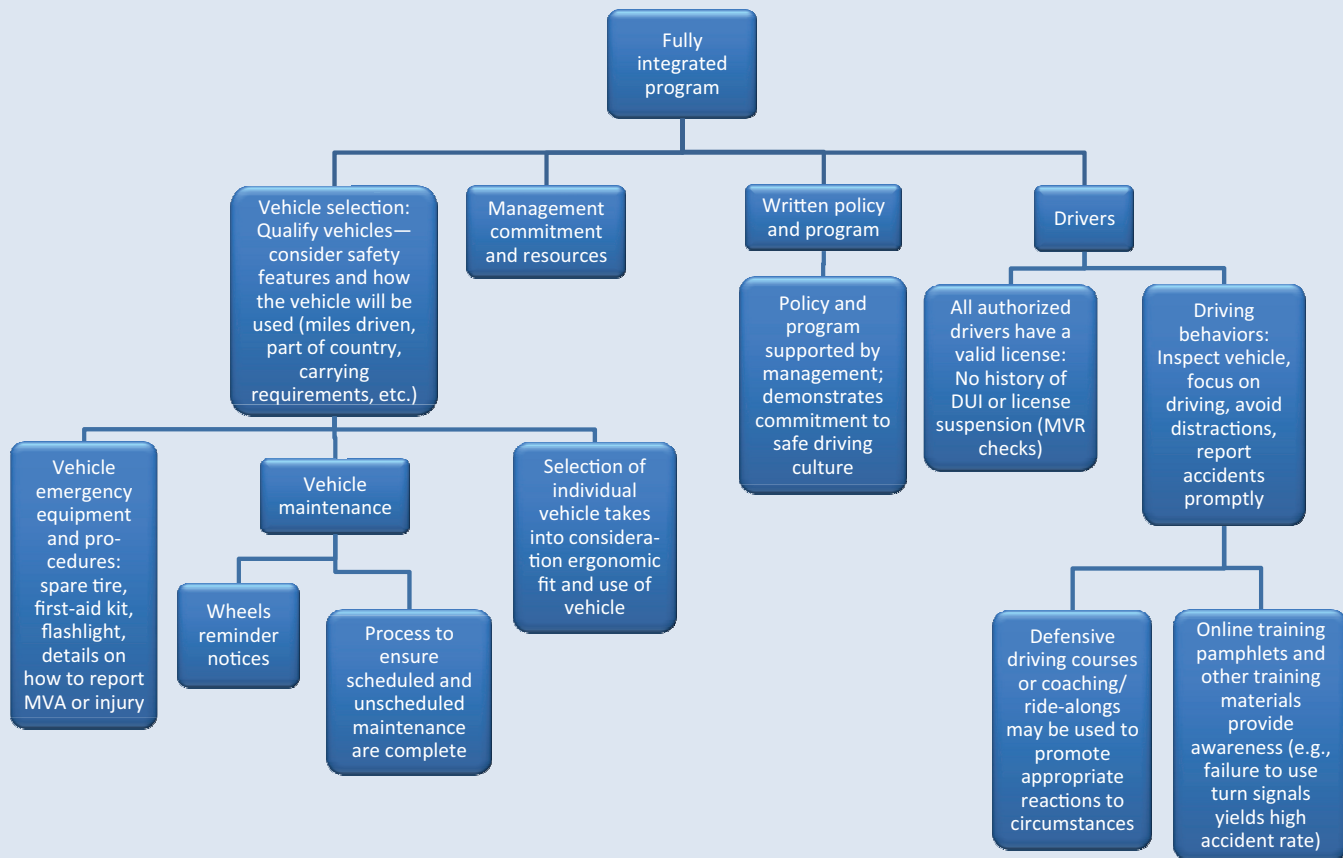 Fully
integrated
program
Vehicle selection:
Qualify vehicles—
consider safety
features and how
the vehicle will be
used (miles driven,
part of country,
carrying
requirements, etc.)
Management
commitment
and resources
Written policy
and program
Drivers
Policy and
program
supported by
management;
demonstrates
commitment to
safe driving
culture
All authorized
drivers have a
valid license:
No history of
DUI or license
suspension (MVR
checks)
Driving
behaviors:
Inspect vehicle,
focus on
driving, avoid
distractions,
report
accidents
promptly
Vehicle
emergency
equipment
and pro-
cedures:
spare tire,
first-aid kit,
flashlight,
details on
how to report
MVA or injury
Vehicle
maintenance
Selection of
individual
vehicle takes
into considera-
tion ergonomic
fit and use of
vehicle
Wheels
reminder
notices
Process to
ensure
scheduled and
unscheduled
maintenance
are complete
Defensive
driving courses
or coaching/
ride-alongs
may be used to
promote
appropriate
reactions to
circumstances
Online training
pamphlets and
other training
materials
provide
awareness (e.g.,
failure to use
turn signals
yields high
accident rate)